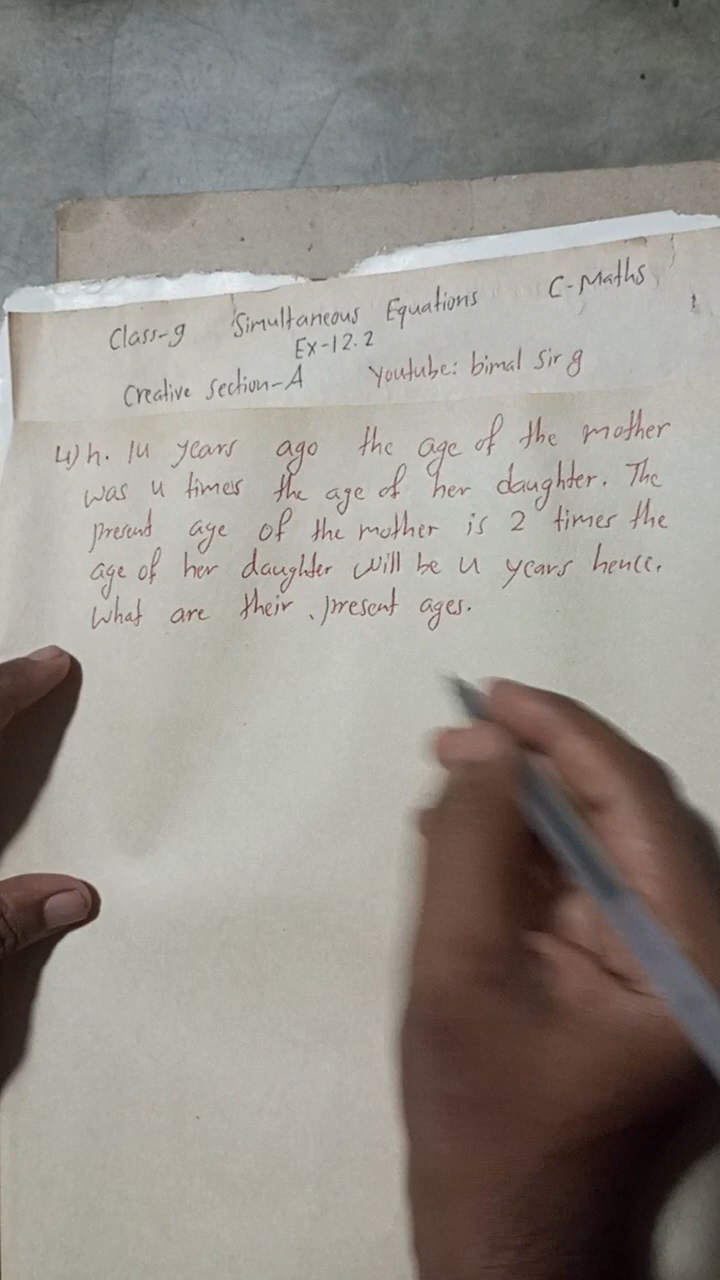 Class-9 Simultaneous Equations C-Maths
Ex-12.2
Creative Section-A Youtube: bimal Sir g
4) h. 14 years ago the age of the mother
was 4 times the age of her daughter. The
present age of the mother is 2 times the
age of her daughter will be 4 years hence.
What are their present ages.